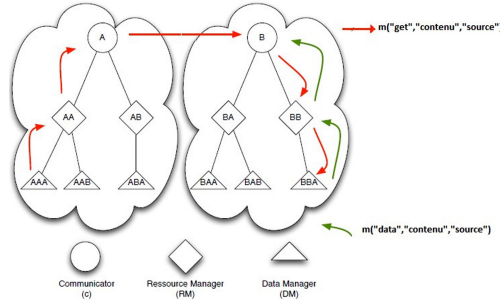 A
B
m("get","contenu","source")
AA
AB
BA
BB
AAA
AAB
ABA
BAA
BAB
BBA
m("data","contenu","source")
Communicator
(c)
Ressource Manager
(RM)
Data Manager
(DM)